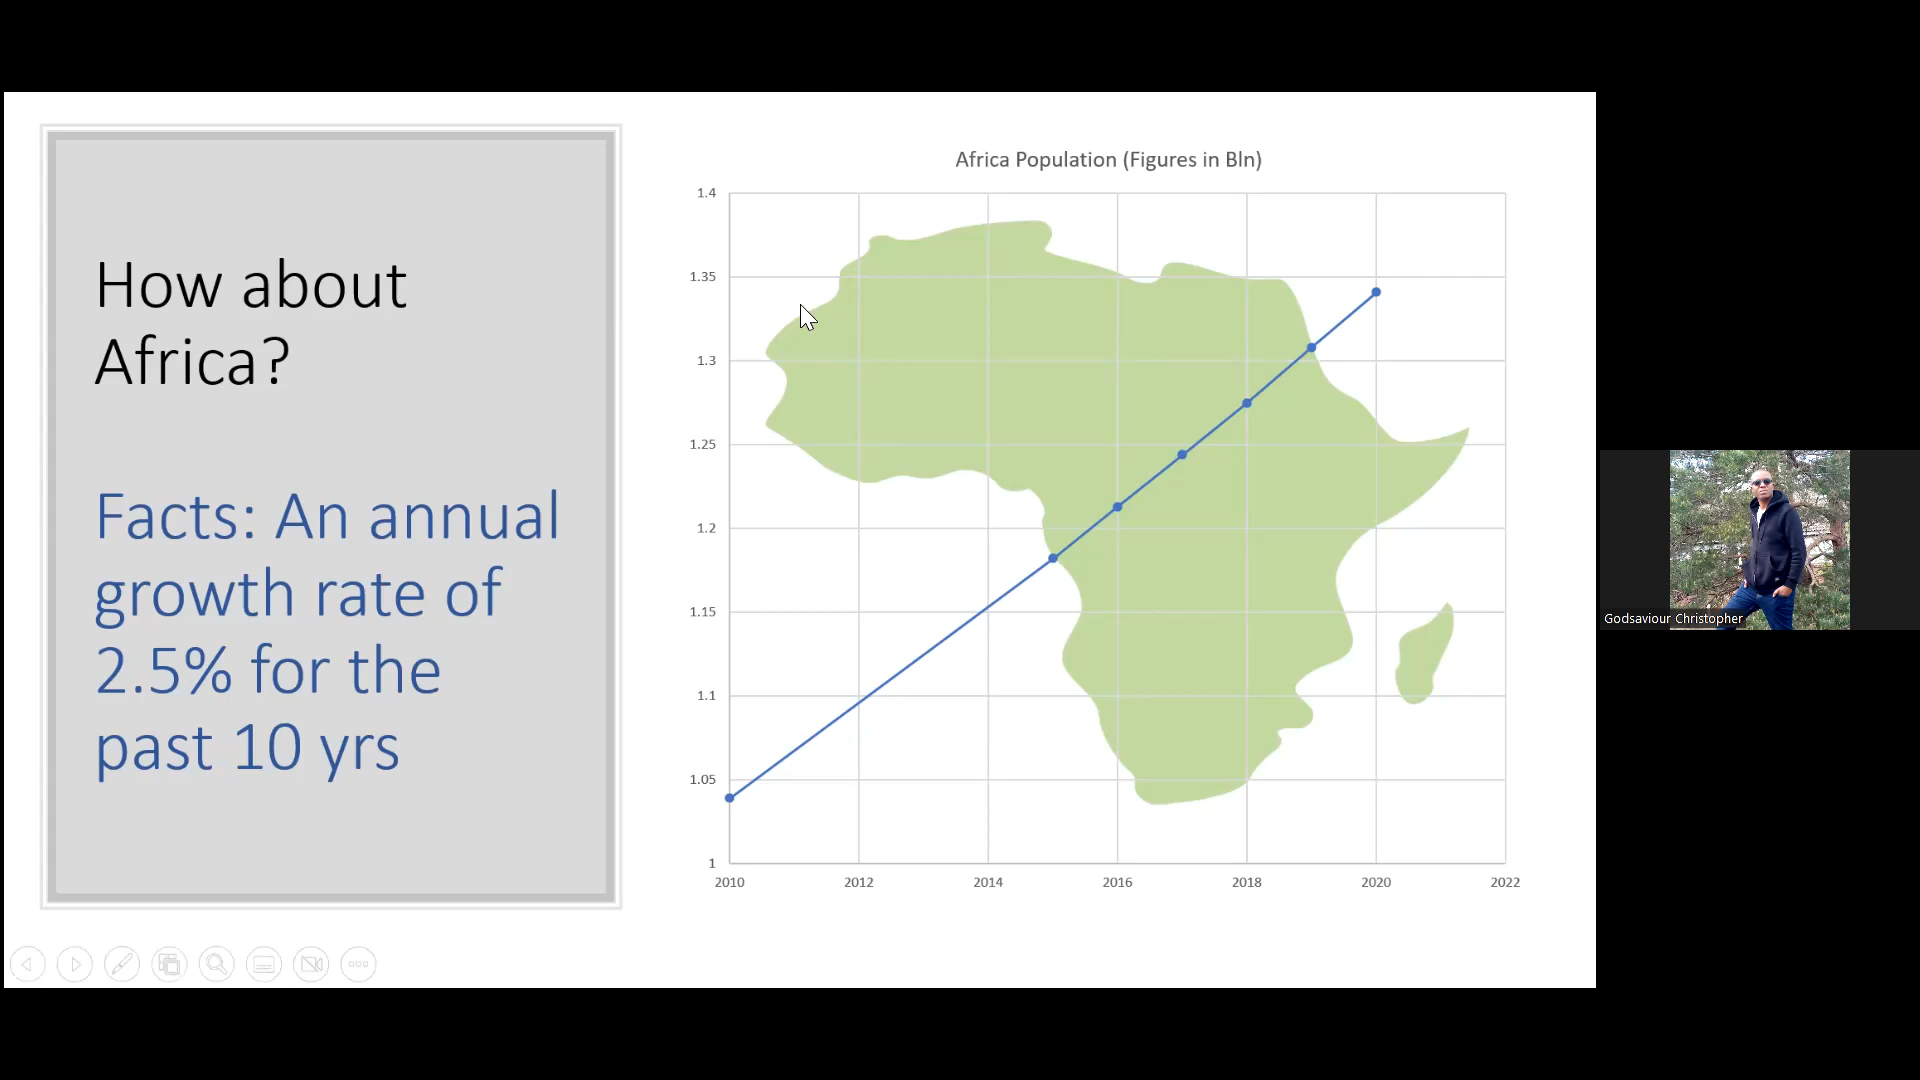 How about
Africa?
Facts: An annual
growth rate of
2.5% for the
past 10 yrs
Africa Population (Figures in Bln)
1.4
1.35
1.3
1.25
1.2
1.15
1.1
1.05
1
2010 2012 2014 2016 2018 2020 2022
Godsaviour Christopher